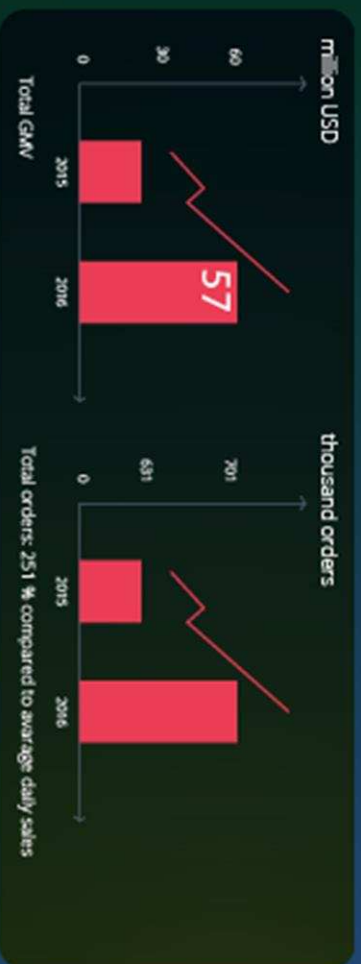 million USD
60
30
0
57
2015
2016
Total GMV
thousand orders
701
631
0
2015
2016
Total orders: 251 % compared to avarage daily sales